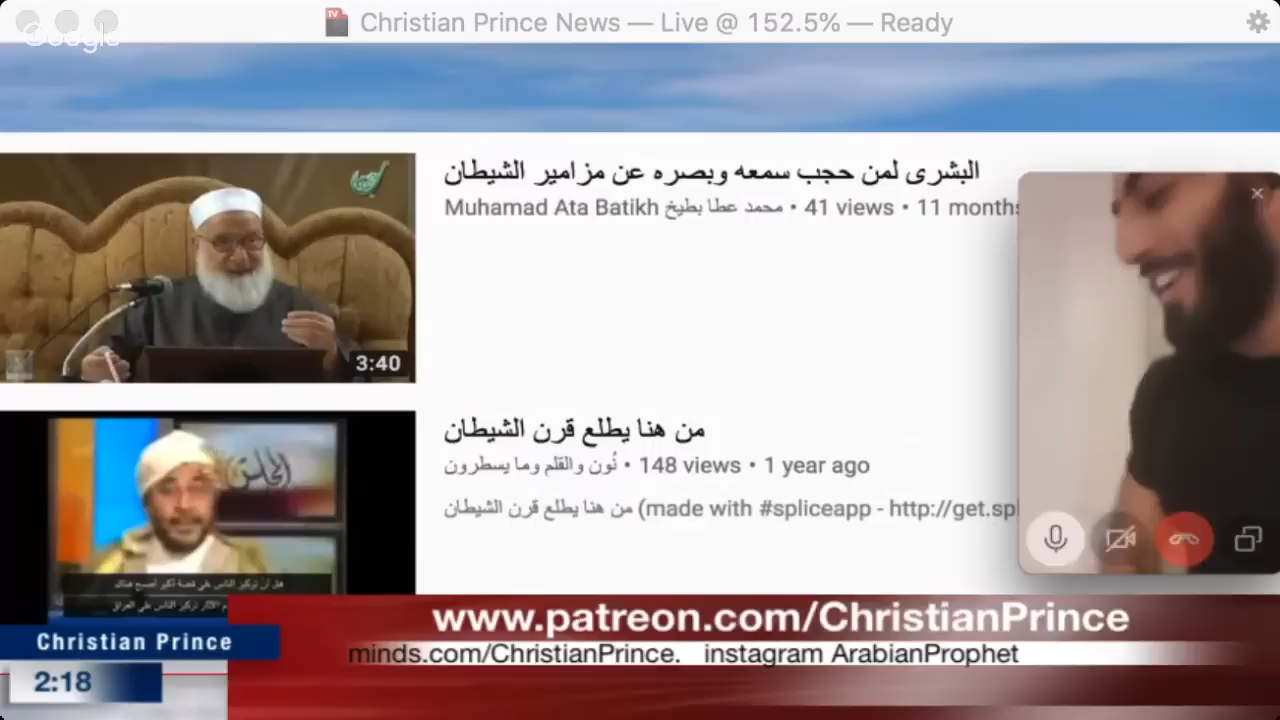 Christian Prince News — Live @ 152.5% — Ready
Google
البشرى لمن حجب سمعه وبصره عن مزامير الشيطان
Muhamad Ata Batikh محمد عطا بطيخ • 41 views • 11 months
3:40
من هنا يطلع قرن الشيطان
نُون والقلم وما يسطرون • 148 views • 1 year ago
من هنا يطلع قرن الشيطان (made with #spliceapp - http://get.spl
www.patreon.com/ChristianPrince
Christian Prince
minds.com/ChristianPrince. instagram ArabianProphet
2:18